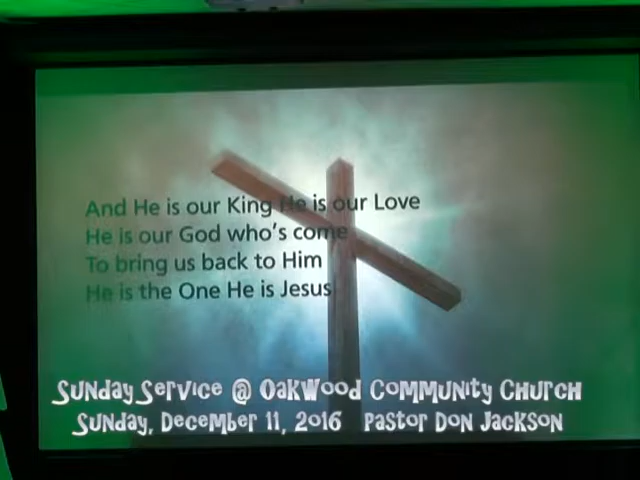 And He is our King He is our Love
He is our God who's come
To bring us back to Him
He is the One He is Jesus
Sunday Service @ Oakwood Community Church
Sunday, December 11, 2016 Pastor Don Jackson